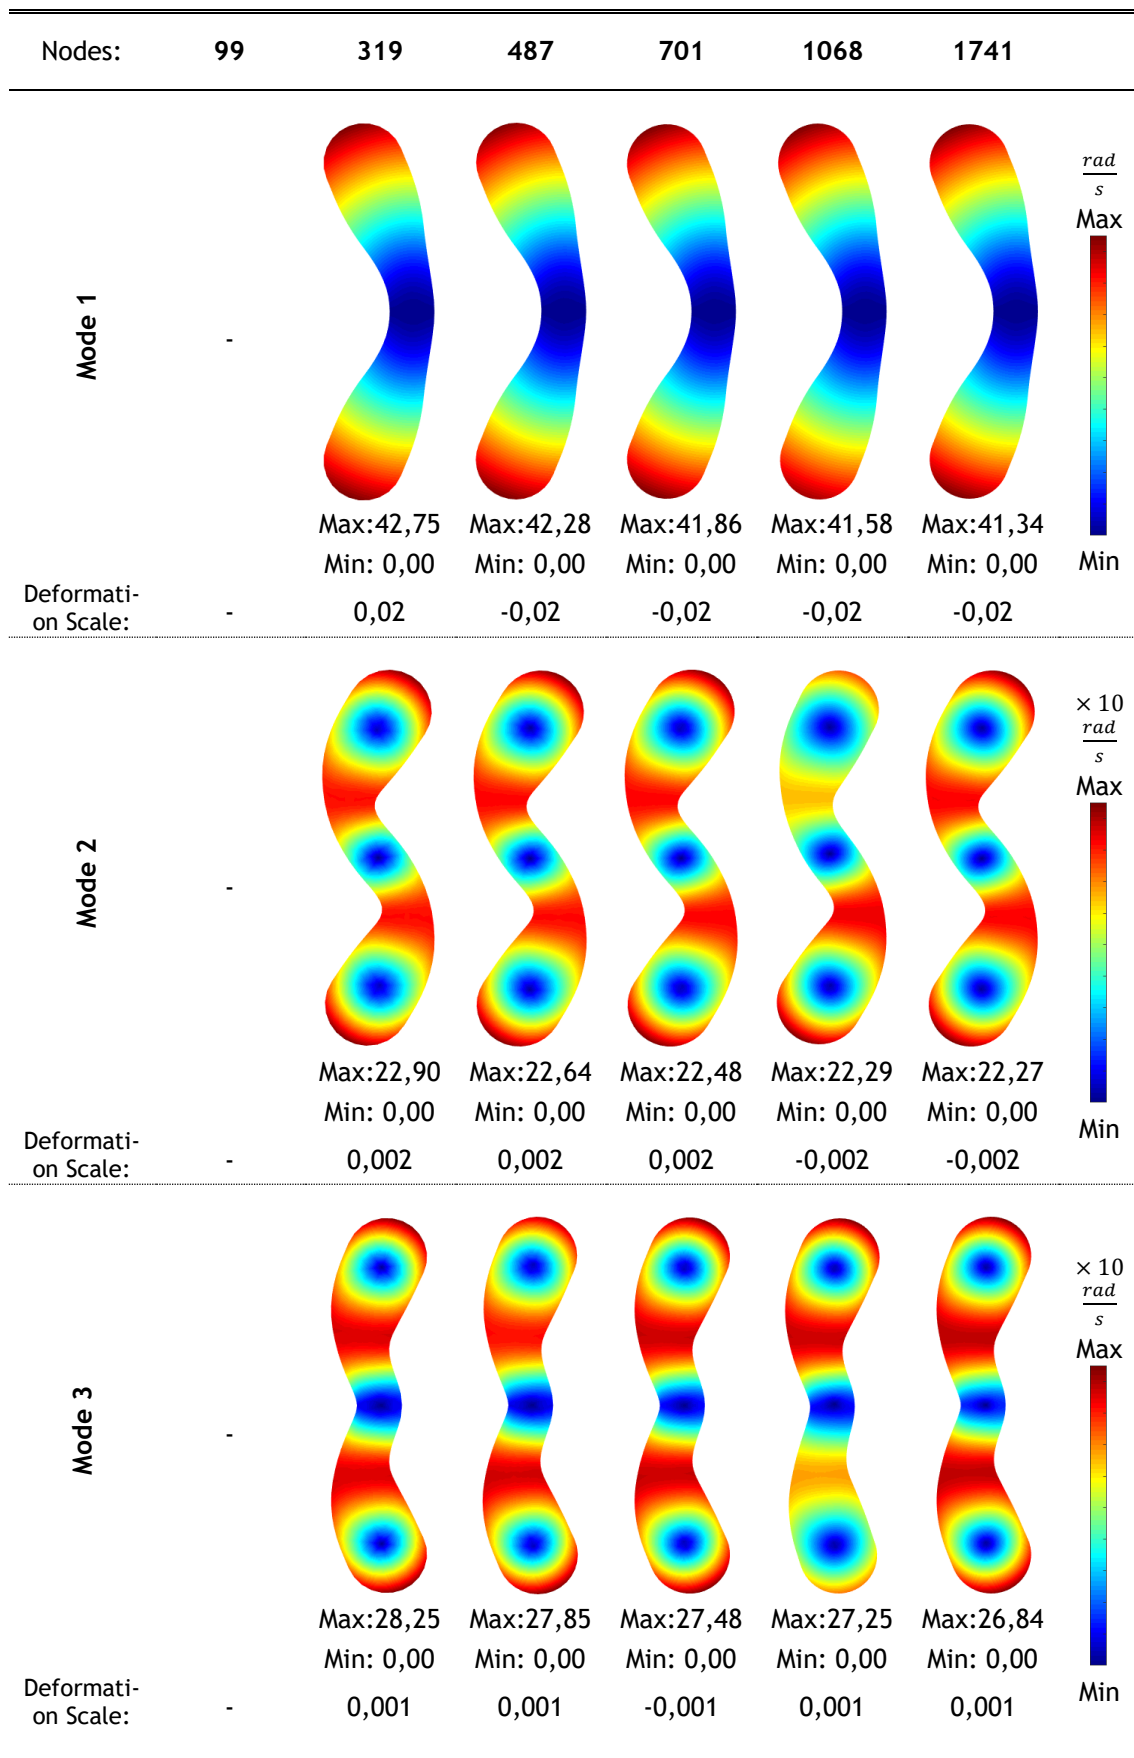 Nodes: 99 319 487 701 1068 1741
rad
s
Max
Mode 1
-
Max:42,75 Max:42,28 Max:41,86 Max:41,58 Max:41,34
Min: 0,00 Min: 0,00 Min: 0,00 Min: 0,00 Min: 0,00
Min
Deformati-
on Scale:
- 0,02 -0,02 -0,02 -0,02 -0,02
× 10
rad
s
Max
Mode 2
-
Max:22,90 Max:22,64 Max:22,48 Max:22,29 Max:22,27
Min: 0,00 Min: 0,00 Min: 0,00 Min: 0,00 Min: 0,00
Min
Deformati-
on Scale:
- 0,002 0,002 0,002 -0,002 -0,002
× 10
rad
s
Max
Mode 3
-
Max:28,25 Max:27,85 Max:27,48 Max:27,25 Max:26,84
Min: 0,00 Min: 0,00 Min: 0,00 Min: 0,00 Min: 0,00
Min
Deformati-
on Scale:
- 0,001 0,001 -0,001 0,001 0,001